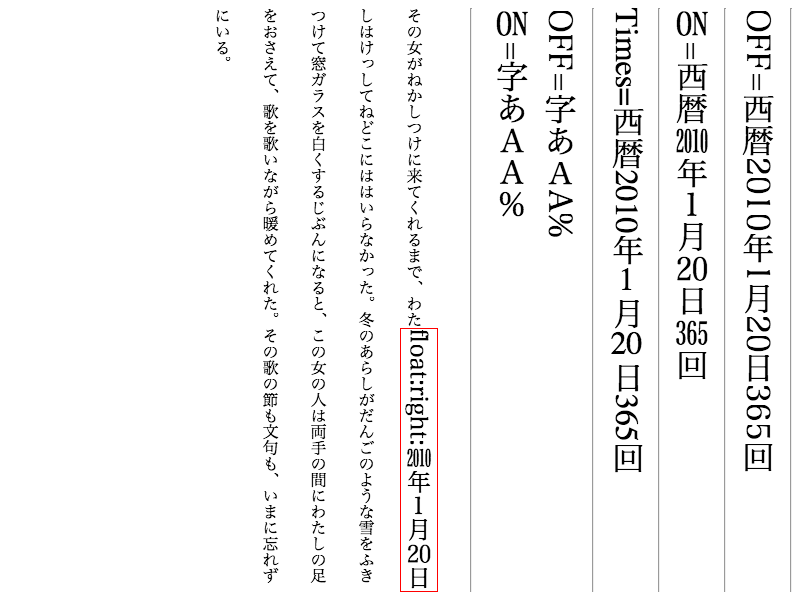 OFF=西暦2010年1月20日365回
ON=西暦2010年1月20日365回
Times=西暦2010年1月20日365回
OFF=字あＡA%
ON=字あＡA%
その女がねかしつけに来てくれるまで、わた
float:right:2010年1月20日
しはけっしてねどこにははいらなかった。冬のあらしがだんごのような雪をふき
つけて窓ガラスを白くするじぶんになると、この女の人は両手の間にわたしの足
をおさえて、歌を歌いながら暖めてくれた。その歌の節も文句も、いまに忘れず
にいる。